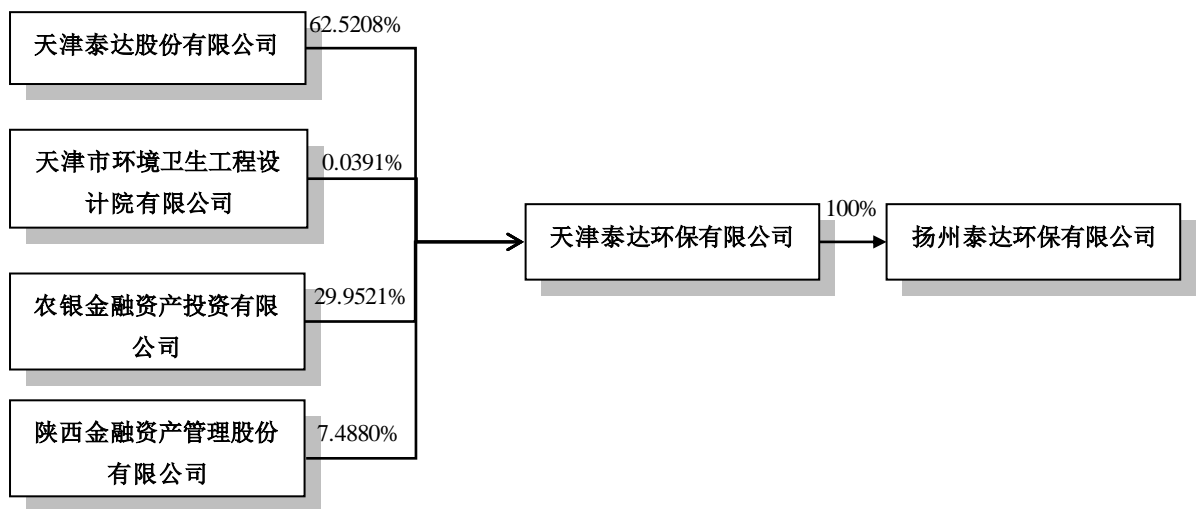 天津泰达股份有限公司
62.5208%
天津市环境卫生工程设
计院有限公司
0.0391%
农银金融资产投资有限
公司
29.9521%
陕西金融资产管理股份
有限公司
7.4880%
天津泰达环保有限公司
100%
扬州泰达环保有限公司